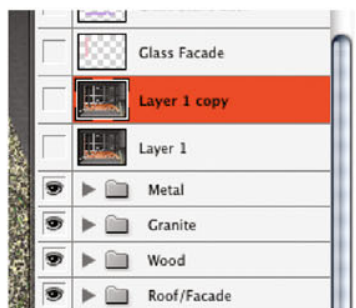 Glass Facade
Layer 1 copy
Layer 1
Metal
Granite
Wood
Roof/Facade